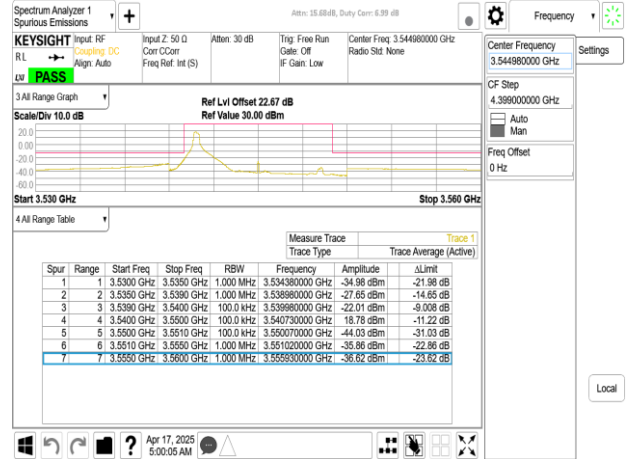 Spectrum Analyzer 1
Spurious Emissions
Attn: 15.68dB, Duty Corr: 6.99 dB
Frequency
KEYSIGHT Input: RF Input Z: 50 Ω Atten: 30 dB Trig: Free Run Center Freq: 3.544980000 GHz
Coupling: DC Corr CCorr Gate: Off Radio Std: None
RL Align: Auto Freq Ref: Int (S) IF Gain: Low
PASS
Center Frequency
3.544980000 GHz
Settings
CF Step
4.399000000 GHz
Auto
Man
Freq Offset
0 Hz
3 All Range Graph
Scale/Div 10.0 dB
Ref Lvl Offset 22.67 dB
Ref Value 30.00 dBm
20.0
0.00
-20.0
-40.0
-60.0
Start 3.530 GHz Stop 3.560 GHz
4 All Range Table
Measure Trace Trace 1
Trace Type Trace Average (Active)
Spur Range Start Freq Stop Freq RBW Frequency Amplitude ΔLimit
1 1 3.5300 GHz 3.5350 GHz 1.000 MHz 3.534380000 GHz -34.98 dBm -21.98 dB
2 2 3.5350 GHz 3.5390 GHz 1.000 MHz 3.538980000 GHz -27.65 dBm -14.65 dB
3 3 3.5390 GHz 3.5400 GHz 100.0 kHz 3.539980000 GHz -22.01 dBm -9.008 dB
4 4 3.5400 GHz 3.5500 GHz 100.0 kHz 3.540730000 GHz 18.78 dBm -11.22 dB
5 5 3.5500 GHz 3.5510 GHz 100.0 kHz 3.550070000 GHz -44.03 dBm -31.03 dB
6 6 3.5510 GHz 3.5550 GHz 1.000 MHz 3.551020000 GHz -35.86 dBm -22.86 dB
7 7 3.5550 GHz 3.5600 GHz 1.000 MHz 3.555930000 GHz -36.62 dBm -23.62 dB
Local
Apr 17, 2025
5:00:05 AM